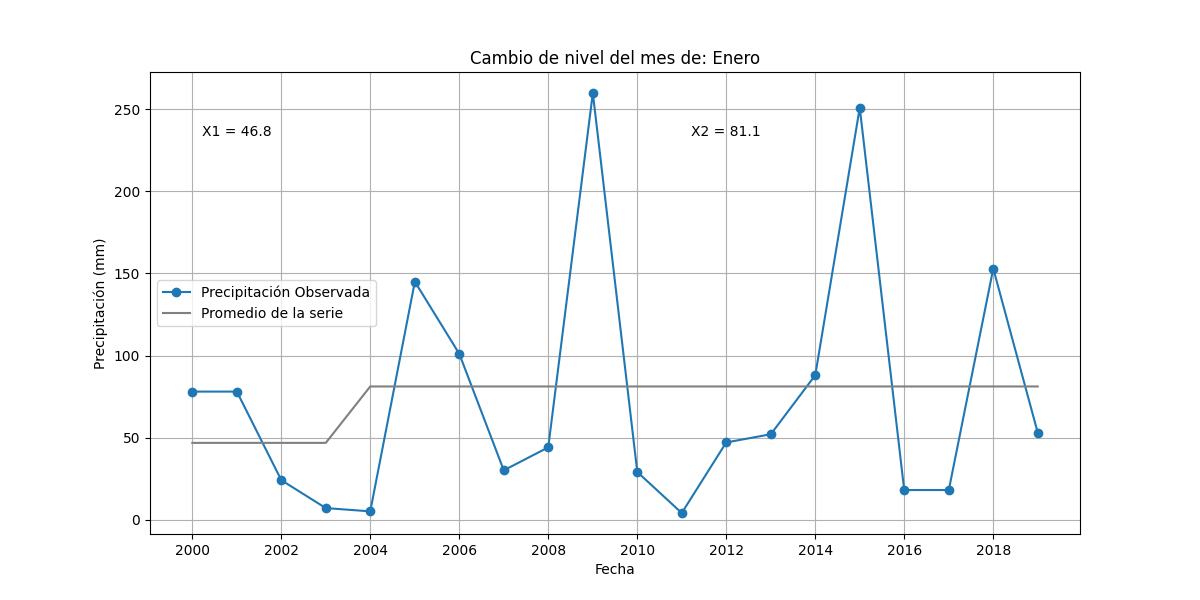 Cambio de nivel del mes de: Enero
250
200
150
100
50
0
Precipitación (mm)
X1 = 46.8
X2 = 81.1
Precipitación Observada
Promedio de la serie
2000 2002 2004 2006 2008 2010 2012 2014 2016 2018
Fecha